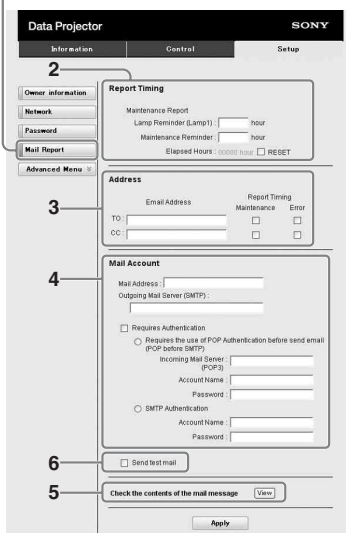 Data Projector
SONY
Information
Control
Setup
2
Owner information
Network
Password
Mail Report
Advanced Menu
Report Timing
Maintenance Report
Lamp Reminder (Lamp1) : hour
Maintenance Reminder : hour
Elapsed Hours : 00000 hour RESET
3
Address
Email Address
Report Timing
Maintenance Error
TO :
CC :
4
Mail Account
Mail Address :
Outgoing Mail Server (SMTP) :
Requires Authentication
Requires the use of POP Authentication before send email
(POP before SMTP)
Incoming Mail Server :
(POP3)
Account Name :
Password :
SMTP Authentication
Account Name :
Password :
6
Send test mail
5
Check the contents of the mail message View
Apply